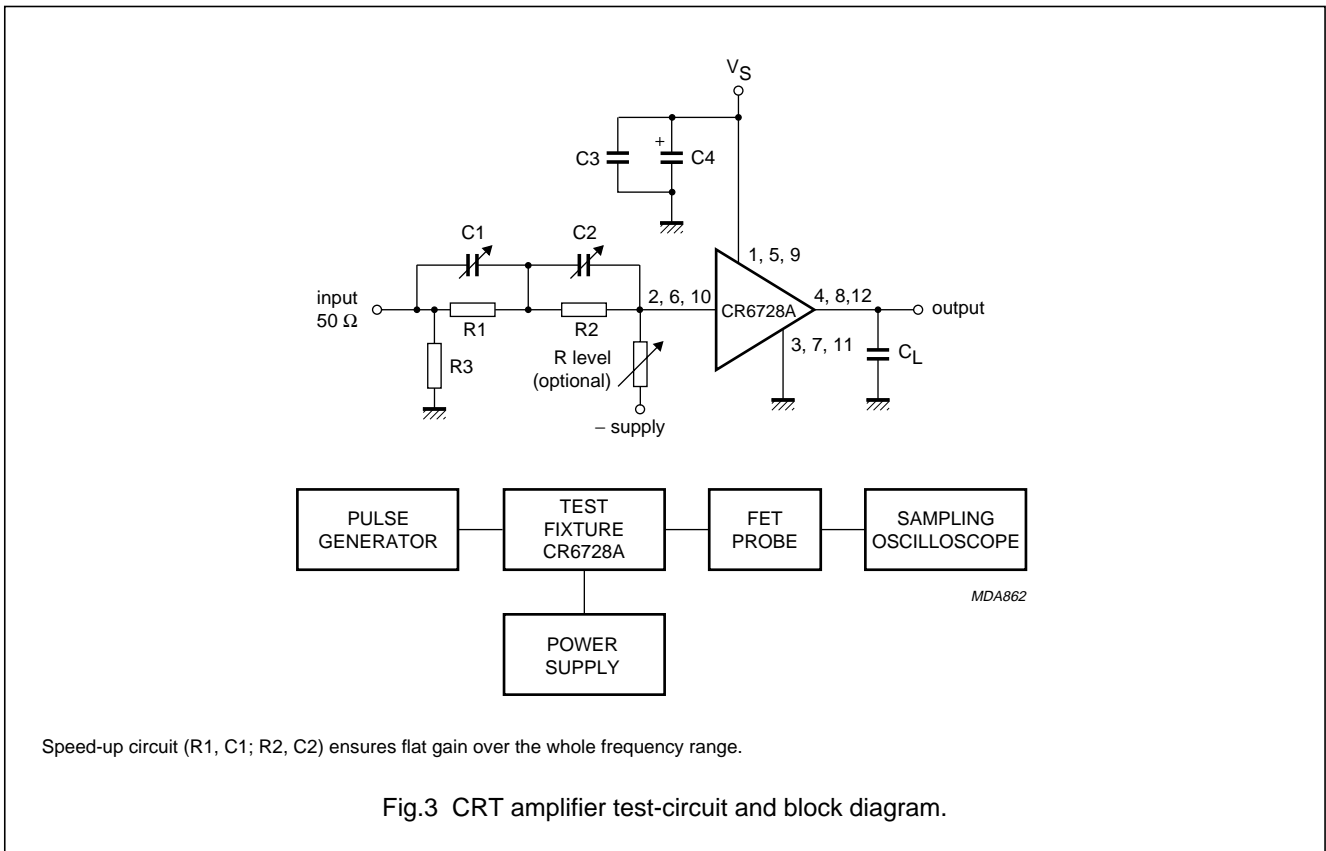 VS
C3
+
C4
C1
C2
1, 5, 9
input
50 Ω
2, 6, 10
CR6728A
4, 8,12
output
R1
R2
3, 7, 11
R3
R level
(optional)
CL
– supply
PULSE
GENERATOR
TEST
FIXTURE
CR6728A
FET
PROBE
SAMPLING
OSCILLOSCOPE
MDA862
POWER
SUPPLY
Speed-up circuit (R1, C1; R2, C2) ensures flat gain over the whole frequency range.
Fig.3 CRT amplifier test-circuit and block diagram.